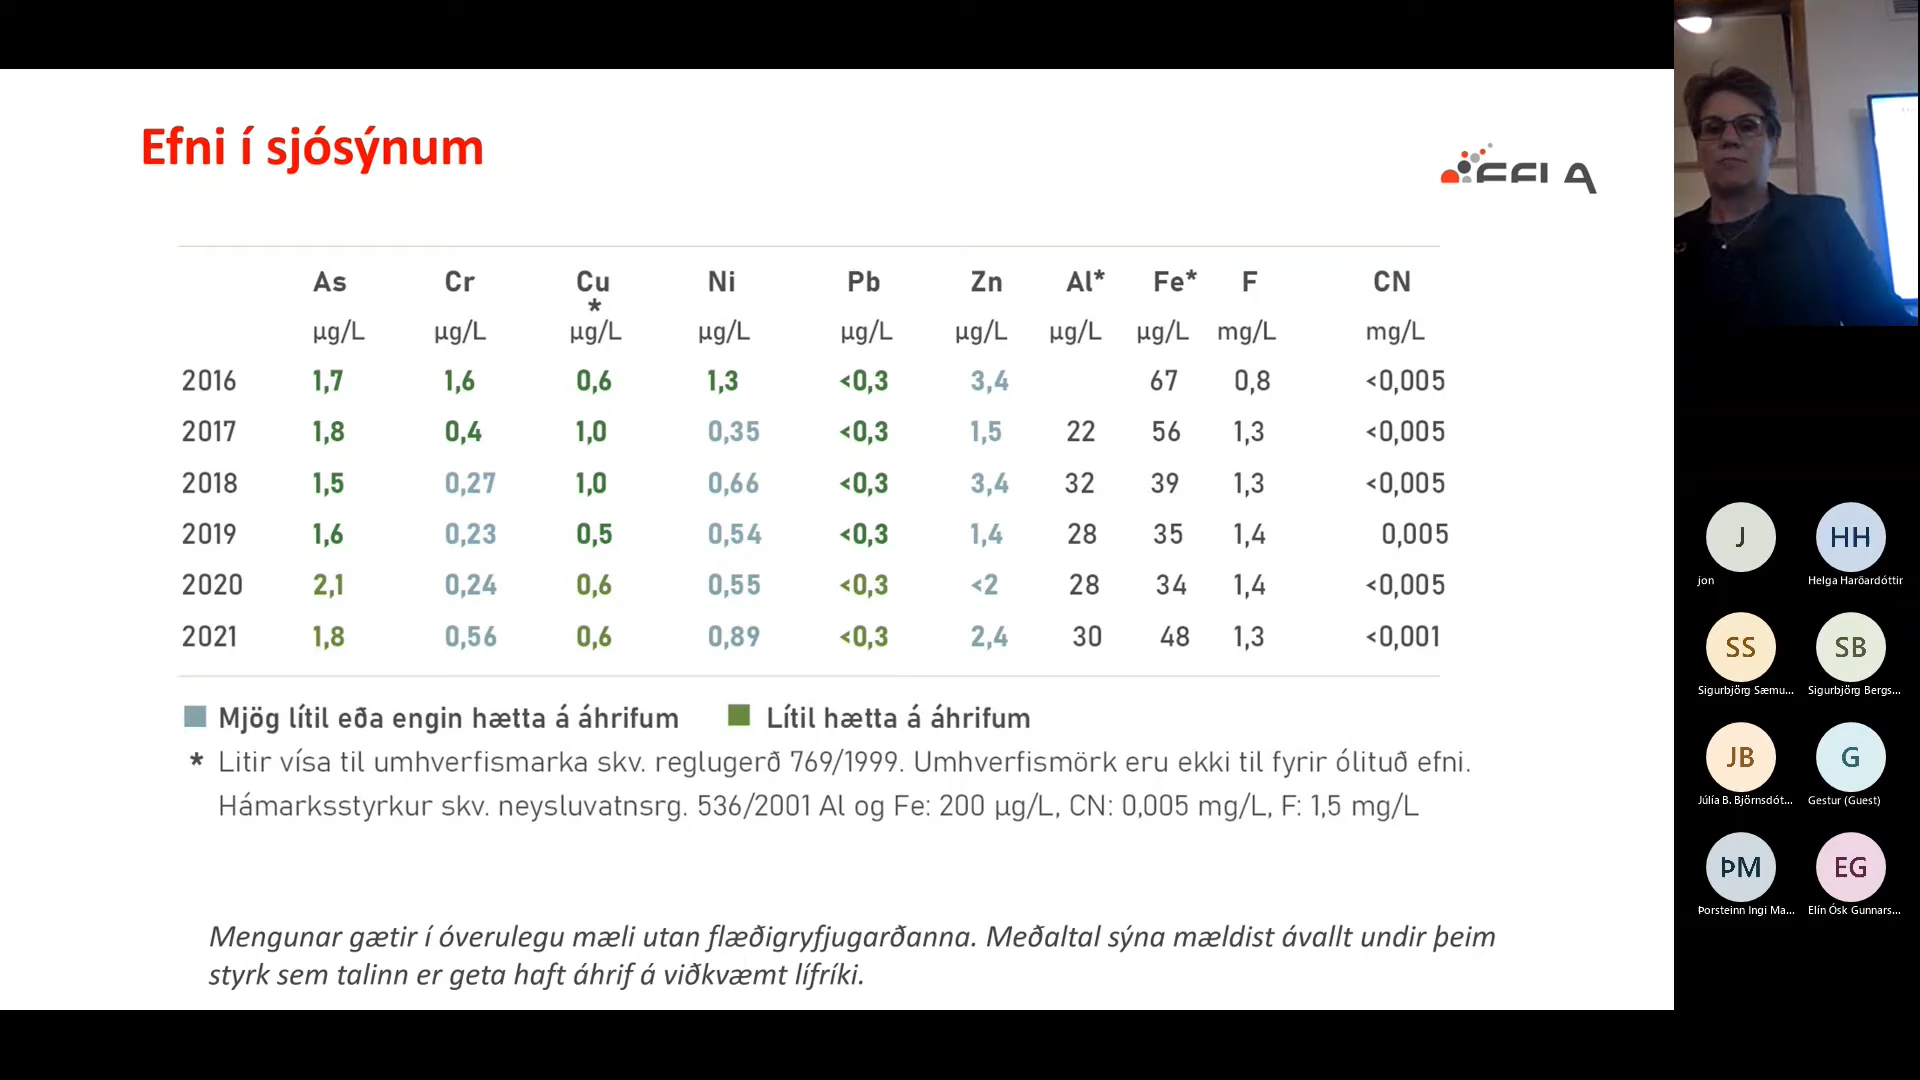 Efni í sjósýnum
EFLA
As Cr Cu Ni Pb Zn Al* Fe* F CN
*
µg/L µg/L µg/L µg/L µg/L µg/L µg/L µg/L mg/L mg/L
2016 1,7 1,6 0,6 1,3 <0,3 3,4 67 0,8 <0,005
2017 1,8 0,4 1,0 0,35 <0,3 1,5 22 56 1,3 <0,005
2018 1,5 0,27 1,0 0,66 <0,3 3,4 32 39 1,3 <0,005
2019 1,6 0,23 0,5 0,54 <0,3 1,4 28 35 1,4 0,005
2020 2,1 0,24 0,6 0,55 <0,3 <2 28 34 1,4 <0,005
2021 1,8 0,56 0,6 0,89 <0,3 2,4 30 48 1,3 <0,001
Mjög lítil eða engin hætta á áhrifum Lítil hætta á áhrifum
* Litir vísa til umhverfismarka skv. reglugerð 769/1999. Umhverfismörk eru ekki til fyrir ólituð efni.
Hámarksstyrkur skv. neysluvatnsrg. 536/2001 Al og Fe: 200 µg/L, CN: 0,005 mg/L, F: 1,5 mg/L
Mengunar gætir í óverulegu mæli utan flæðigryfjugarðanna. Meðaltal sýna mældist ávallt undir þeim
styrk sem talinn er geta haft áhrif á viðkvæmt lífríki.
J HH
jon Helga Harðardóttir
SS SB
Sigurbjörg Sæmu... Sigurbjörg Bergs...
JB G
Júlía B. Björnsdót... Gestur (Guest)
ÞM EG
Þorsteinn Ingi Ma... Elín Ósk Gunnars...